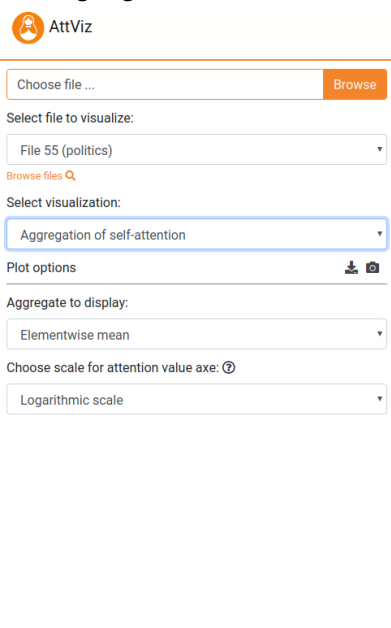 AttViz
Choose file ...
Browse
Select file to visualize:
File 55 (politics)
Browse files
Select visualization:
Aggregation of self-attention
Plot options
Aggregate to display:
Elementwise mean
Choose scale for attention value axe:
Logarithmic scale